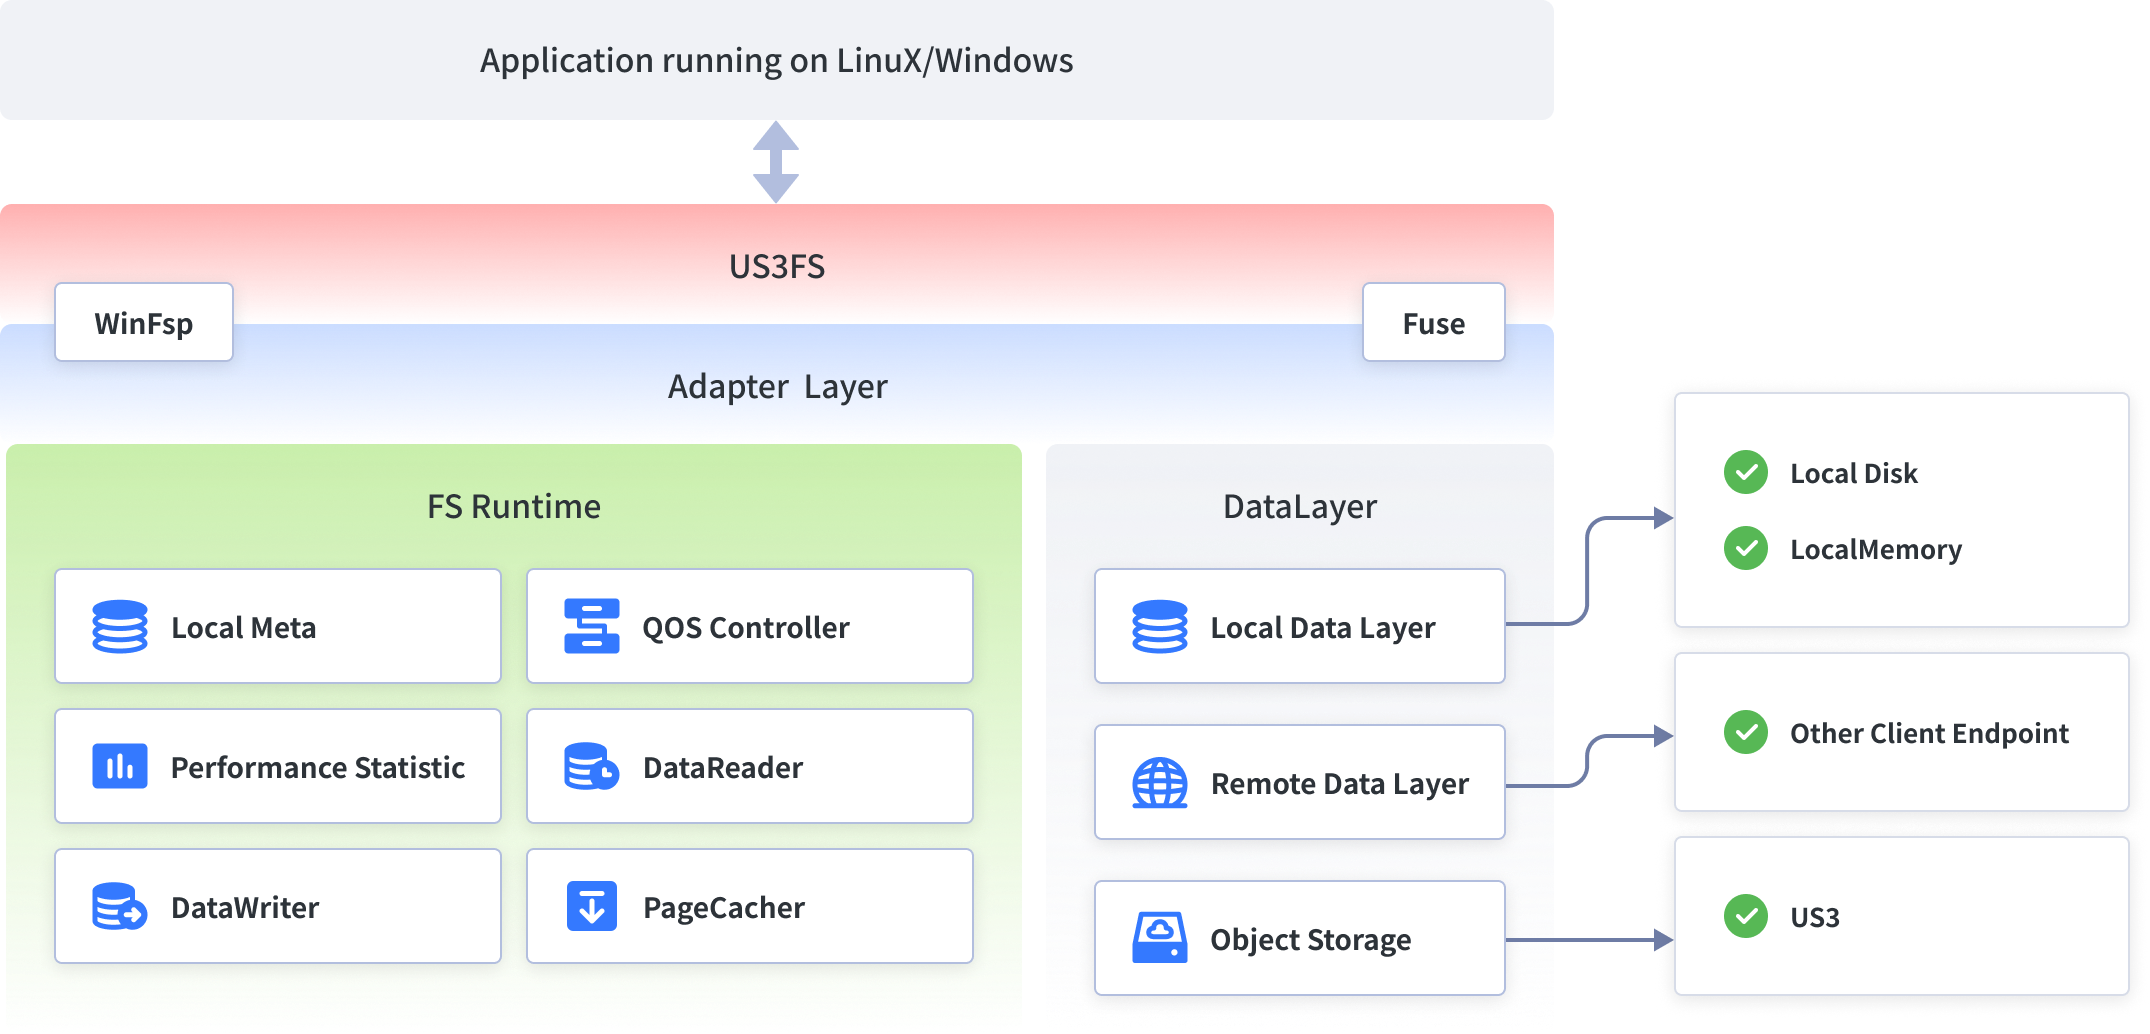 Application running on LinuX/Windows
US3FS
WinFsp
Fuse
Adapter Layer
FS Runtime
Local Meta
QOS Controller
Performance Statistic
DataReader
DataWriter
PageCacher
DataLayer
Local Data Layer
Remote Data Layer
Object Storage
Local Disk
LocalMemory
Other Client Endpoint
US3